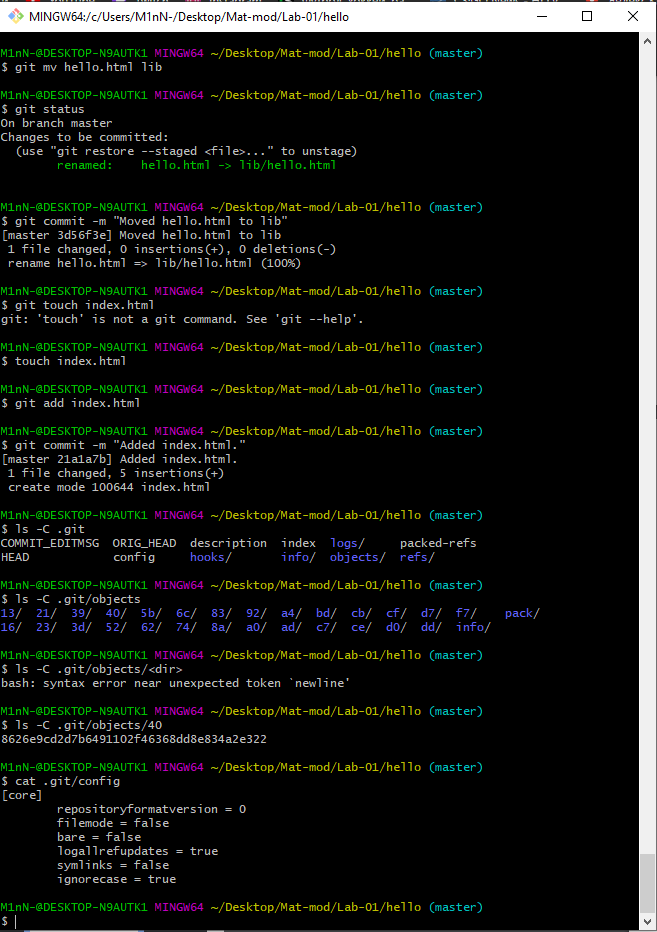 MINGW64:/c/Users/M1nN-/Desktop/Mat-mod/Lab-01/hello
M1nN-@DESKTOP-N9AUTK1 MINGW64 ~/Desktop/Mat-mod/Lab-01/hello (master)
$ git mv hello.html lib
M1nN-@DESKTOP-N9AUTK1 MINGW64 ~/Desktop/Mat-mod/Lab-01/hello (master)
$ git status
On branch master
Changes to be committed:
  (use "git restore --staged <file>..." to unstage)
        renamed:    hello.html -> lib/hello.html
M1nN-@DESKTOP-N9AUTK1 MINGW64 ~/Desktop/Mat-mod/Lab-01/hello (master)
$ git commit -m "Moved hello.html to lib"
[master 3d56f3e] Moved hello.html to lib
 1 file changed, 0 insertions(+), 0 deletions(-)
 rename hello.html => lib/hello.html (100%)
M1nN-@DESKTOP-N9AUTK1 MINGW64 ~/Desktop/Mat-mod/Lab-01/hello (master)
$ git touch index.html
git: 'touch' is not a git command. See 'git --help'.
M1nN-@DESKTOP-N9AUTK1 MINGW64 ~/Desktop/Mat-mod/Lab-01/hello (master)
$ touch index.html
M1nN-@DESKTOP-N9AUTK1 MINGW64 ~/Desktop/Mat-mod/Lab-01/hello (master)
$ git add index.html
M1nN-@DESKTOP-N9AUTK1 MINGW64 ~/Desktop/Mat-mod/Lab-01/hello (master)
$ git commit -m "Added index.html."
[master 21a1a7b] Added index.html.
 1 file changed, 5 insertions(+)
 create mode 100644 index.html
M1nN-@DESKTOP-N9AUTK1 MINGW64 ~/Desktop/Mat-mod/Lab-01/hello (master)
$ ls -C .git
COMMIT_EDITMSG  ORIG_HEAD  description  index  logs/     packed-refs
HEAD            config     hooks/       info/  objects/  refs/
M1nN-@DESKTOP-N9AUTK1 MINGW64 ~/Desktop/Mat-mod/Lab-01/hello (master)
$ ls -C .git/objects
13/  21/  39/  40/  5b/  6c/  83/  92/  a4/  bd/  cb/  cf/  d7/  f7/    pack/
16/  23/  3d/  52/  62/  74/  8a/  a0/  ad/  c7/  ce/  d0/  dd/  info/
M1nN-@DESKTOP-N9AUTK1 MINGW64 ~/Desktop/Mat-mod/Lab-01/hello (master)
$ ls -C .git/objects/<dir>
bash: syntax error near unexpected token `newline'
M1nN-@DESKTOP-N9AUTK1 MINGW64 ~/Desktop/Mat-mod/Lab-01/hello (master)
$ ls -C .git/objects/40
8626e9cd2d7b6491102f46368dd8e834a2e322
M1nN-@DESKTOP-N9AUTK1 MINGW64 ~/Desktop/Mat-mod/Lab-01/hello (master)
$ cat .git/config
[core]
        repositoryformatversion = 0
        filemode = false
        bare = false
        logallrefupdates = true
        symlinks = false
        ignorecase = true
M1nN-@DESKTOP-N9AUTK1 MINGW64 ~/Desktop/Mat-mod/Lab-01/hello (master)
$